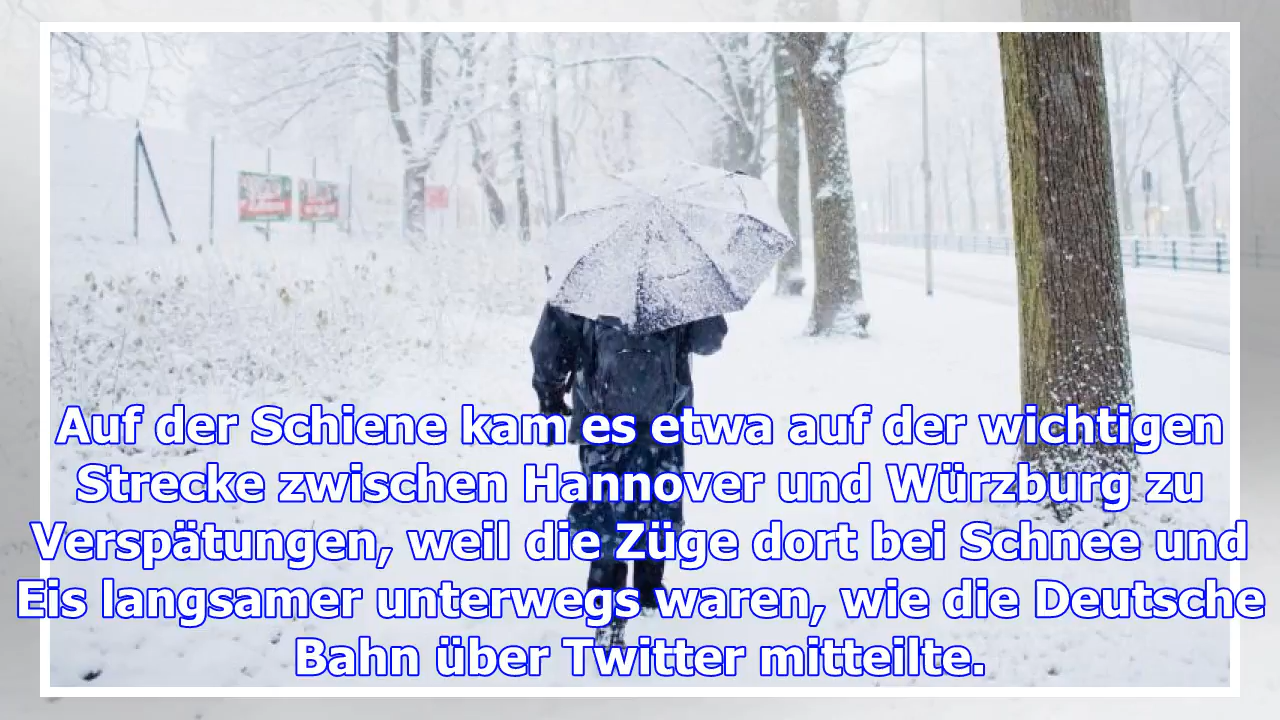 Auf der Schiene kam es etwa auf der wichtigen
Strecke zwischen Hannover und Würzburg zu
Verspätungen, weil die Züge dort bei Schnee und
Eis langsamer unterwegs waren, wie die Deutsche
Bahn über Twitter mitteilte.